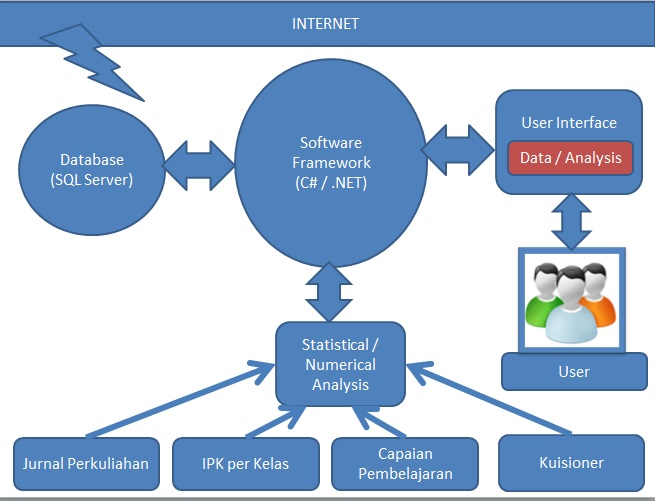 INTERNET
Database
(SQL Server)
Software
Framework
(C# / .NET)
User Interface
Data / Analysis
User
Statistical /
Numerical
Analysis
Jurnal Perkuliahan
IPK per Kelas
Capaian
Pembelajaran
Kuisioner